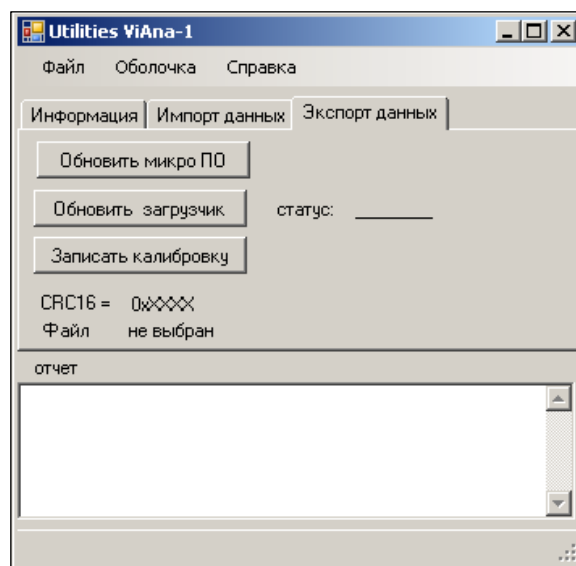 Utilities ViAna-1
Файл Оболочка Справка
Информация Импорт данных Экспорт данных
Обновить микро ПО
Обновить загрузчик статус: _______
Записать калибровку
CRC16 = 0xXXXX
Файл не выбран
отчет